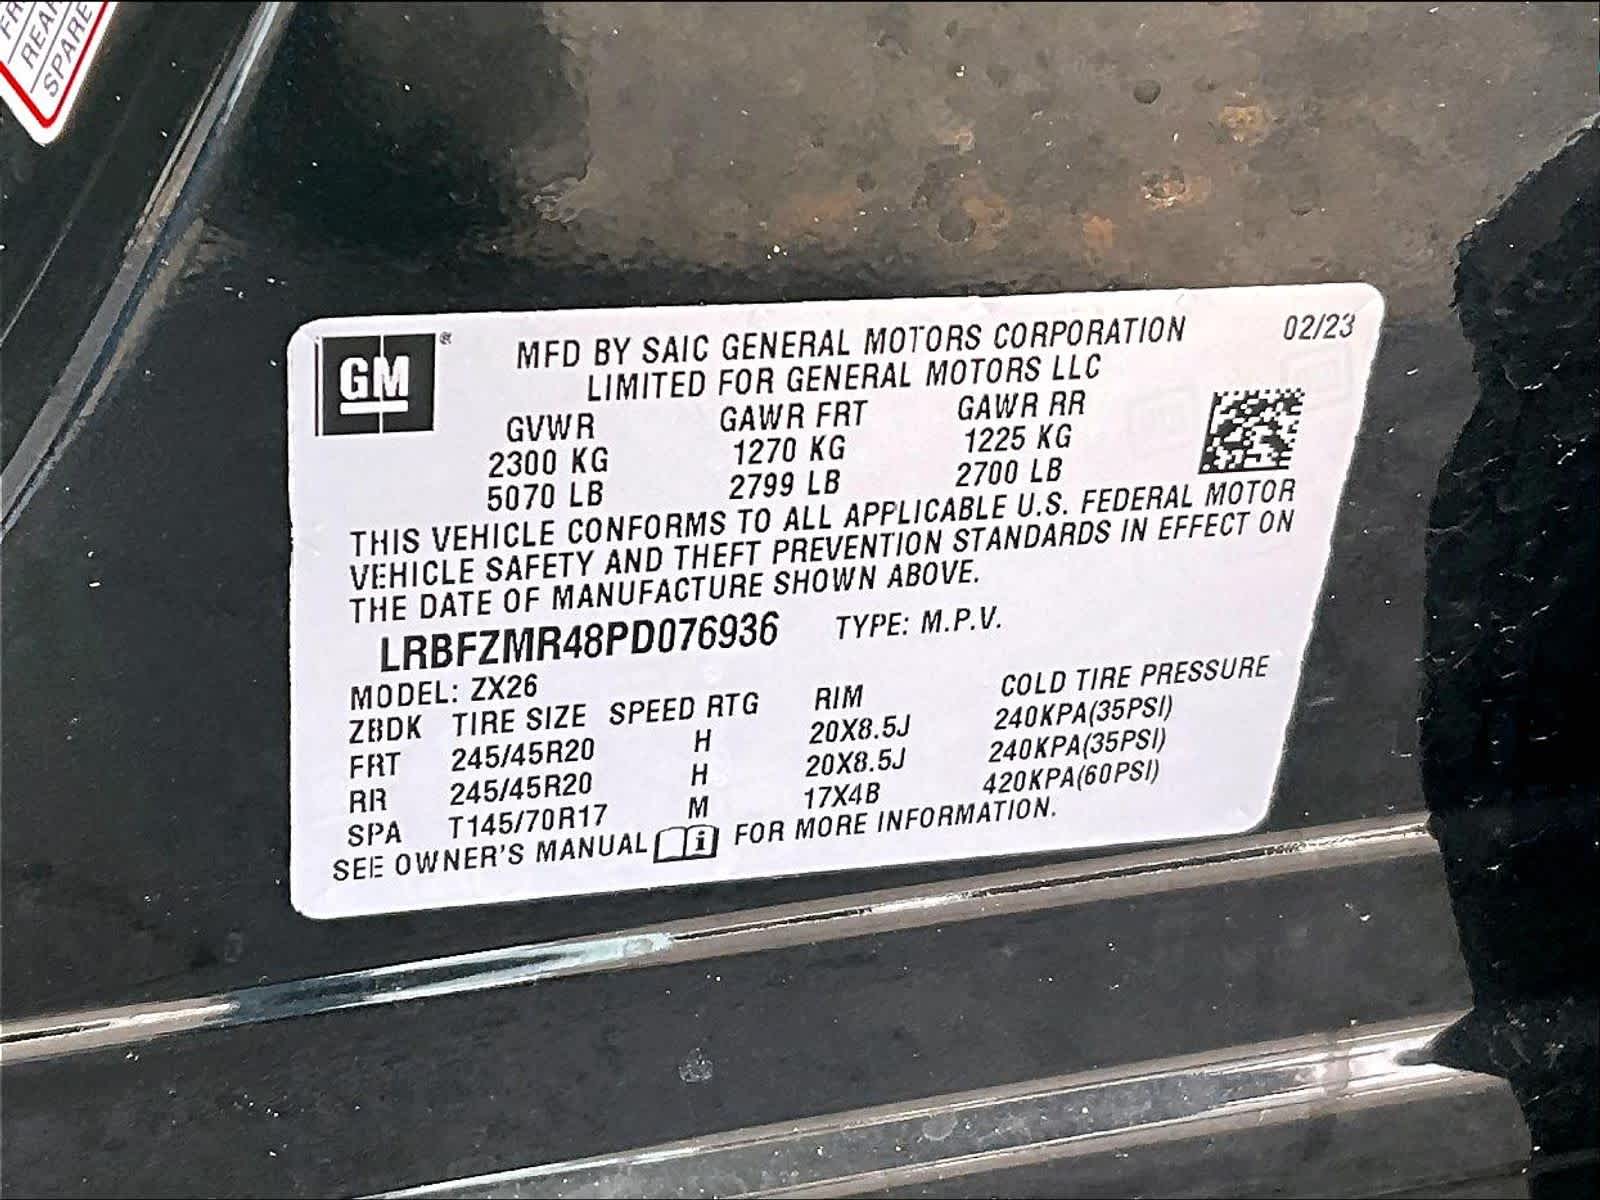 FR
REAR
SPARE
GM®
MFD BY SAIC GENERAL MOTORS CORPORATION
LIMITED FOR GENERAL MOTORS LLC
02/23
GVWR GAWR FRT GAWR RR
2300 KG 1270 KG 1225 KG
5070 LB 2799 LB 2700 LB
THIS VEHICLE CONFORMS TO ALL APPLICABLE U.S. FEDERAL MOTOR
VEHICLE SAFETY AND THEFT PREVENTION STANDARDS IN EFFECT ON
THE DATE OF MANUFACTURE SHOWN ABOVE.
LRBFZMR48PD076936 TYPE: M.P.V.
MODEL: ZX26
ZBDK TIRE SIZE SPEED RTG RIM COLD TIRE PRESSURE
FRT 245/45R20 H 20X8.5J 240KPA(35PSI)
RR 245/45R20 H 20X8.5J 240KPA(35PSI)
SPA T145/70R17 M 17X4B 420KPA(60PSI)
SEE OWNER'S MANUAL i FOR MORE INFORMATION.